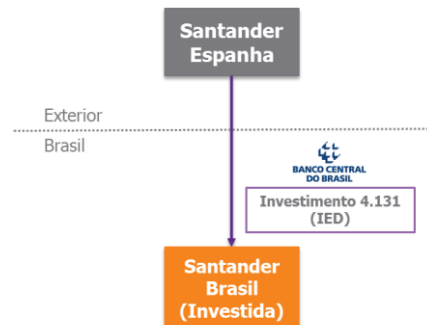 Santander
Espanha
Exterior
Brasil
BANCO CENTRAL
DO BRASIL
Investimento 4.131
(IED)
Santander
Brasil
(Investida)